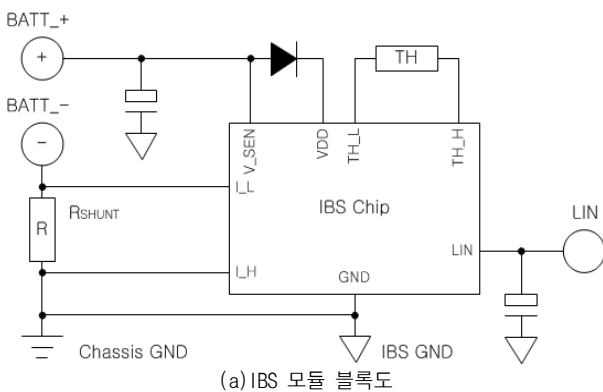 BATT_+
+
TH
BATT_-
-
V_SEN
VDD
TH_L
TH_H
I_L
RSHUNT
IBS Chip
LIN
R
LIN
I_H
GND
Chassis GND
IBS GND
(a)IBS 모듈 블록도